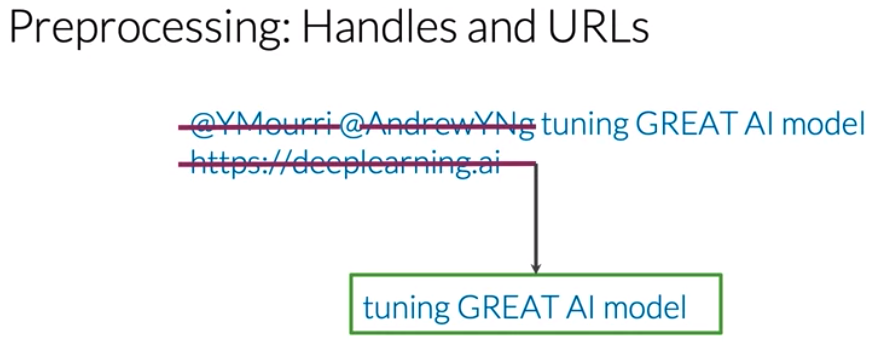 Preprocessing: Handles and URLs
@YMourri @AndrewYNg tuning GREAT AI model
https://deeplearning.ai
tuning GREAT AI model